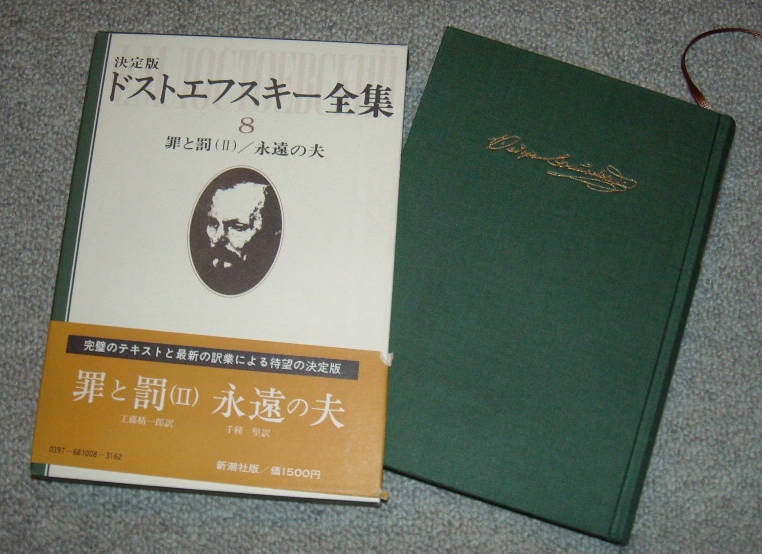 決定版
ドストエフスキー全集
8
罪と罰(II)／永遠の夫
完璧のテキストと最新の訳業による待望の決定版
罪と罰(II) 永遠の夫
工藤精一郎訳 千種 堅訳
0397-681008-3162
新潮社版／価1500円